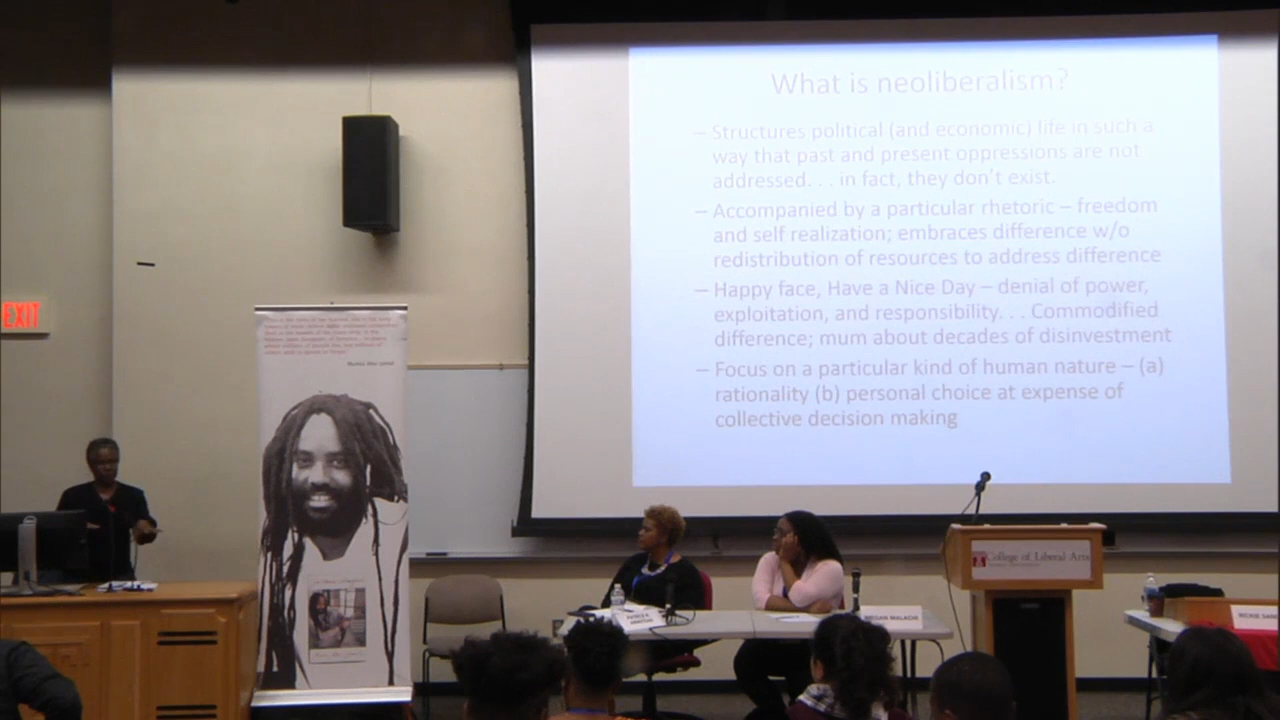 What is neoliberalism?
– Structures political (and economic) life in such a
way that past and present oppressions are not
addressed. . . in fact, they don't exist.
– Accompanied by a particular rhetoric – freedom
and self realization; embraces difference w/o
redistribution of resources to address difference
– Happy face, Have a Nice Day – denial of power,
exploitation, and responsibility. . . Commodified
difference; mum about decades of disinvestment
– Focus on a particular kind of human nature – (a)
rationality (b) personal choice at expense of
collective decision making
EXIT
College of Liberal Arts
MEGAN MALACHI